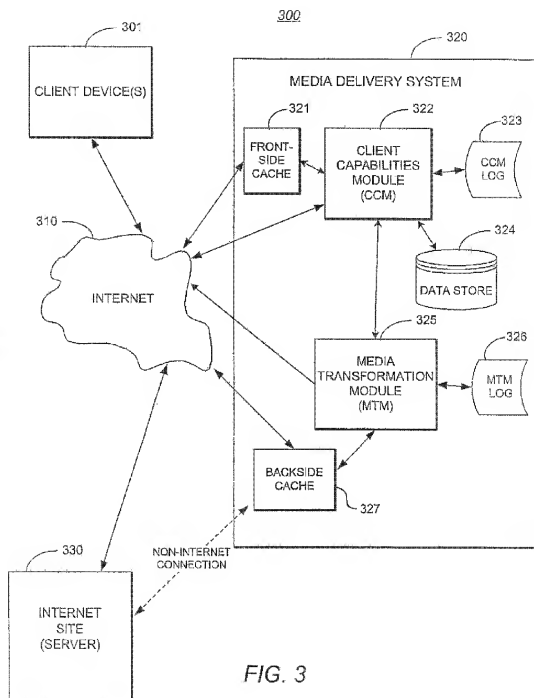 300
301
CLIENT DEVICE(S)
320
MEDIA DELIVERY SYSTEM
321
FRONT-
SIDE
CACHE
322
CLIENT
CAPABILITIES
MODULE
(CCM)
323
CCM
LOG
310
INTERNET
324
DATA STORE
325
MEDIA
TRANSFORMATION
MODULE
(MTM)
326
MTM
LOG
BACKSIDE
CACHE
327
330
NON-INTERNET
CONNECTION
INTERNET
SITE
(SERVER)
FIG. 3